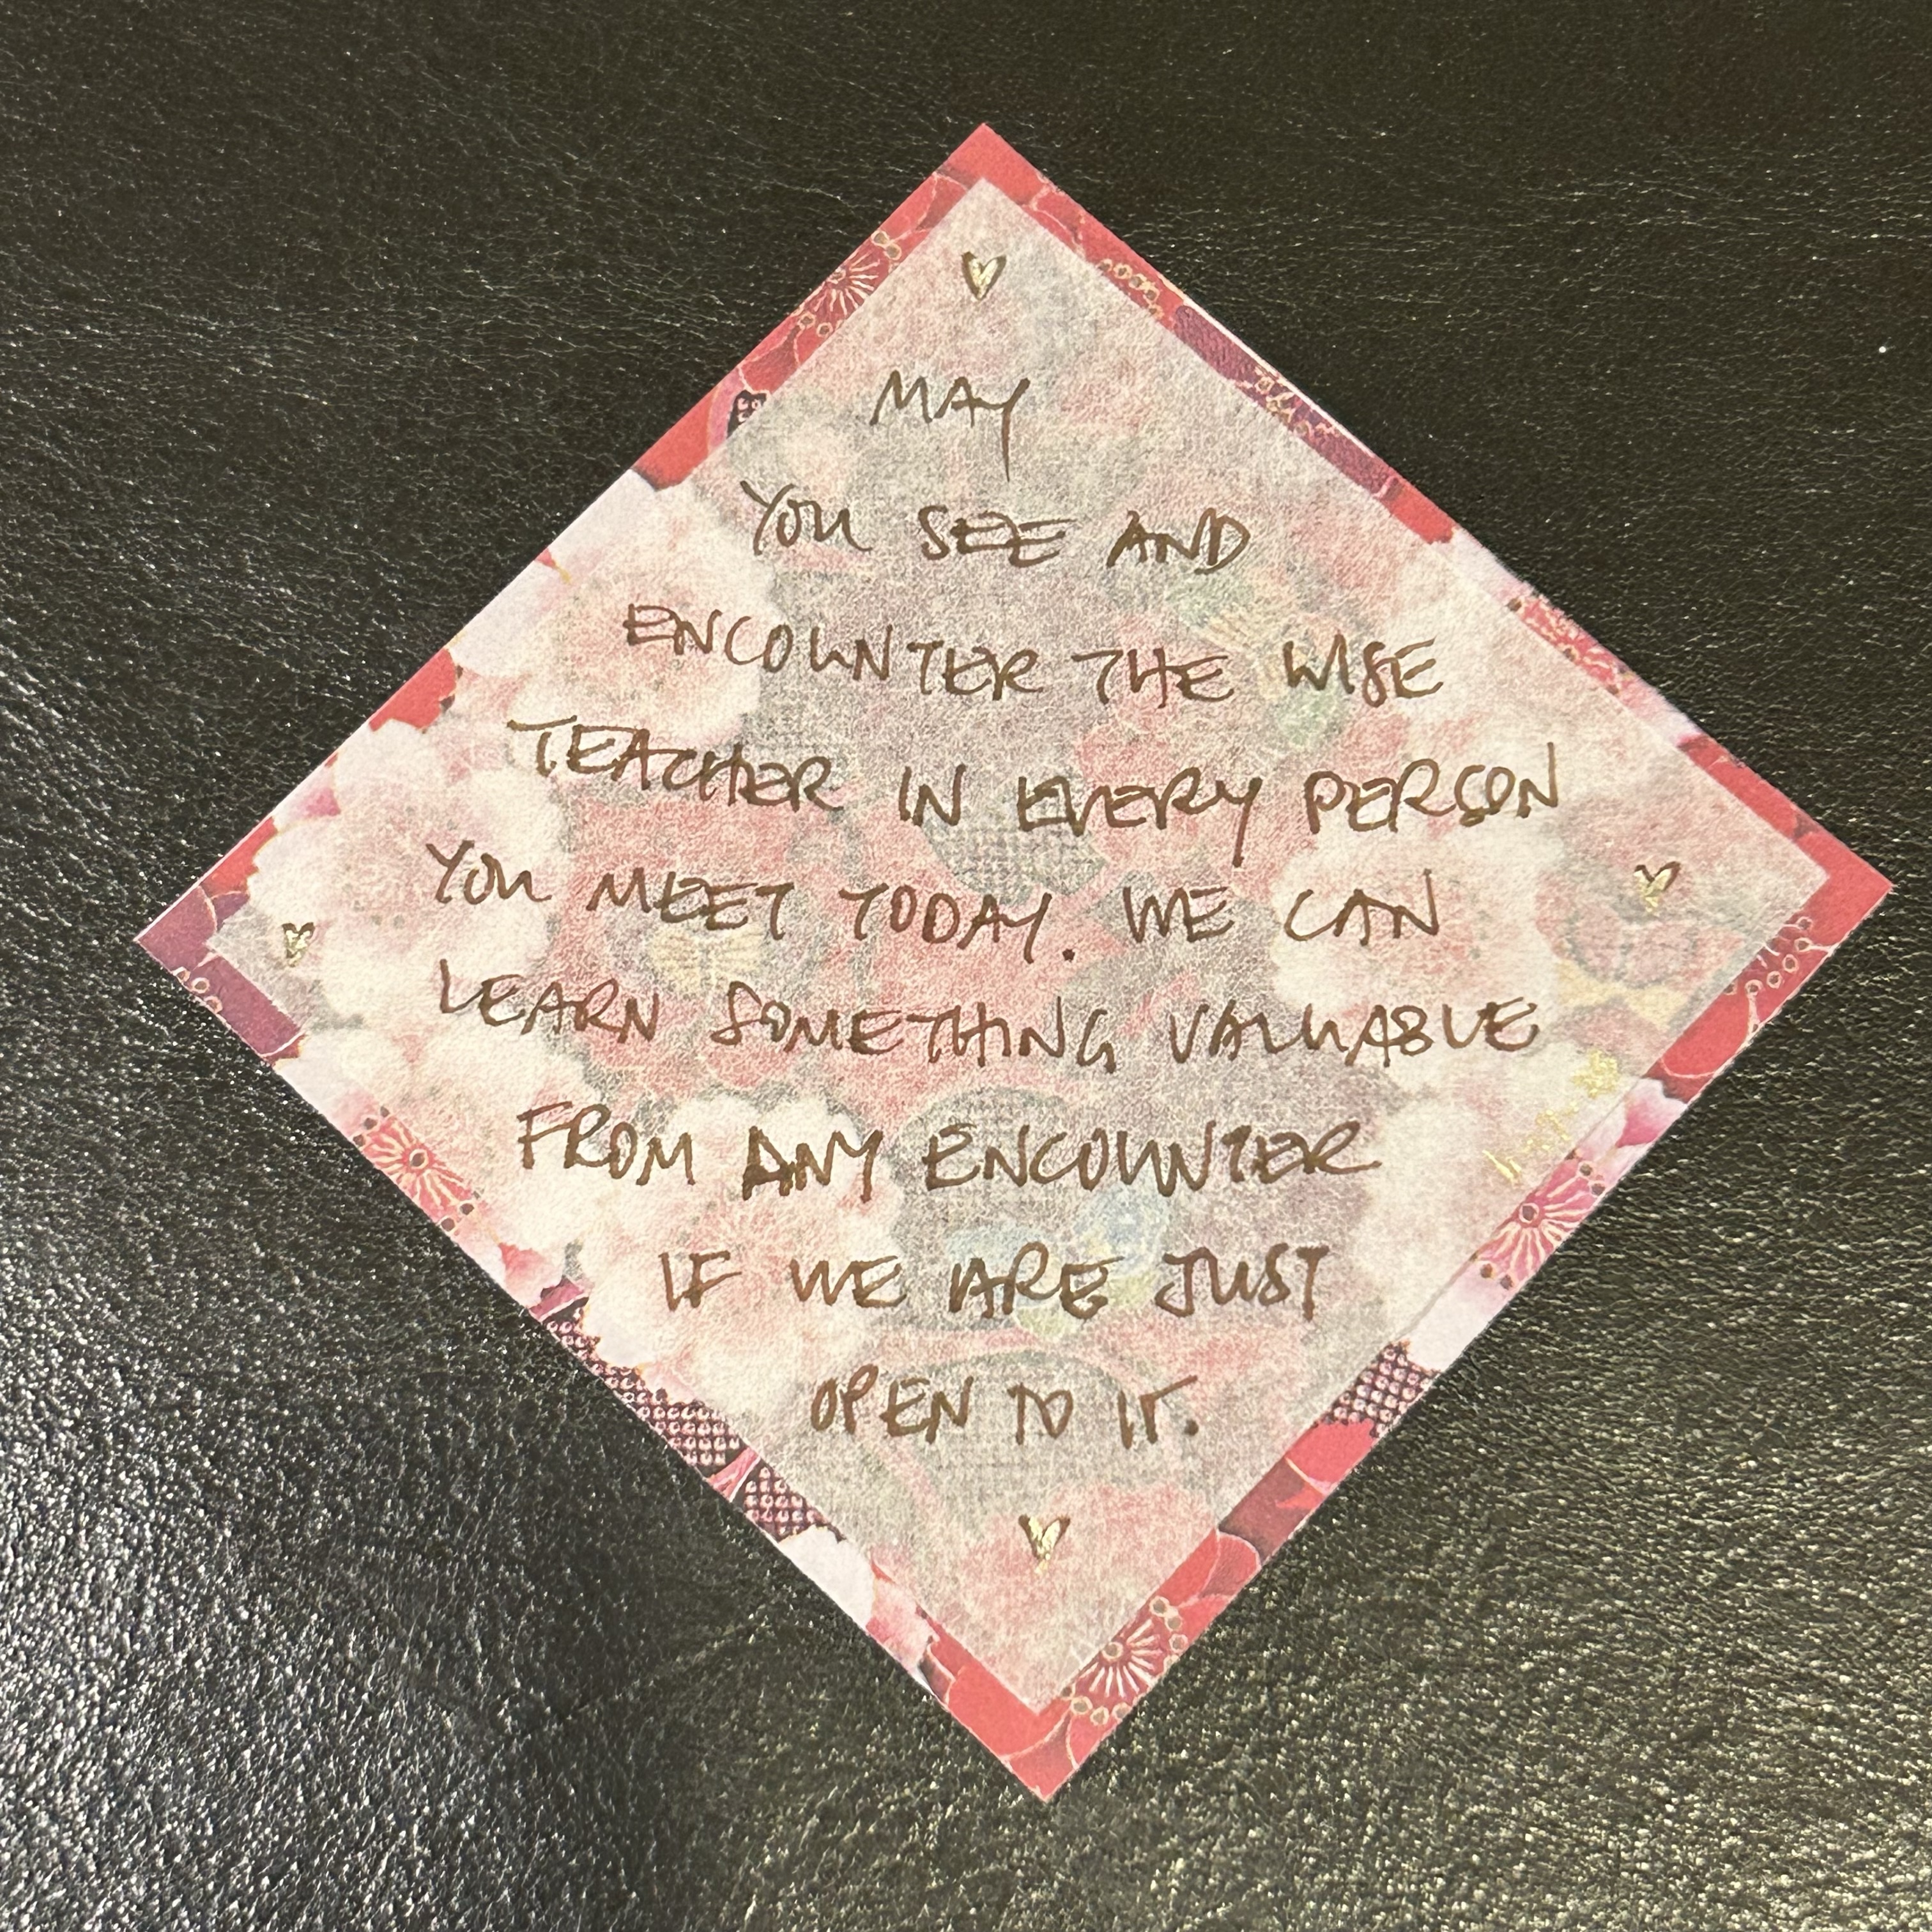 MAY
YOU SEE AND
ENCOUNTER THE WISE
TEACHER IN EVERY PERSON
YOU MEET TODAY. WE CAN
LEARN SOMETHING VALUABLE
FROM ANY ENCOUNTER
IF WE ARE JUST
OPEN TO IT.